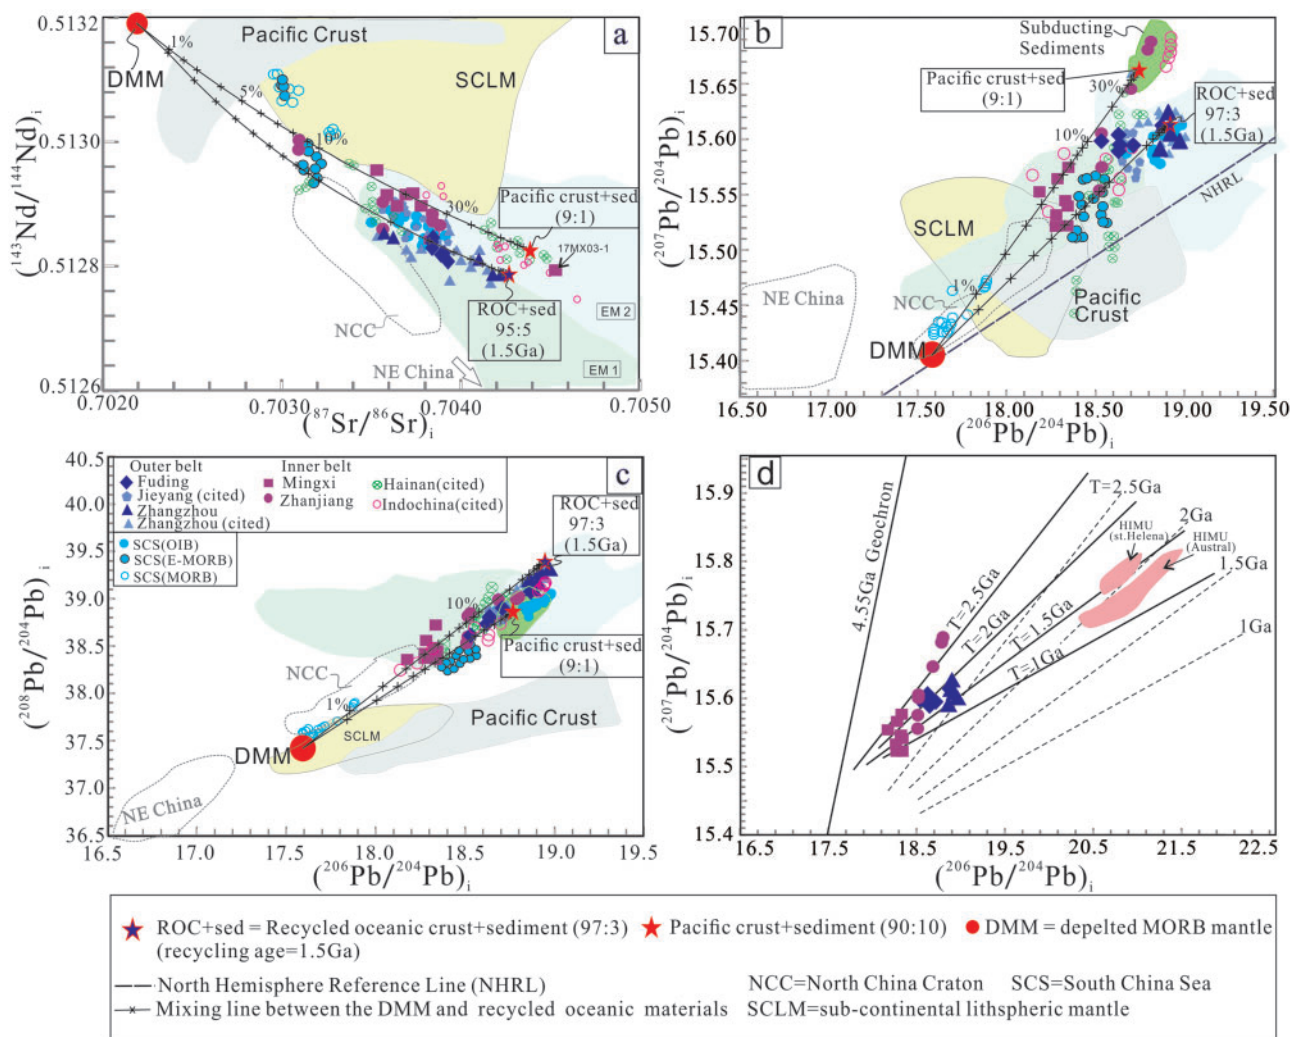 a
0.5132
0.5130
0.5128
0.5126
(143Nd/144Nd)i
0.7020
0.7030
0.7040
0.7050
(87Sr/86Sr)i
DMM
Pacific Crust
SCLM
1%
5%
10%
30%
Pacific crust+sed
(9:1)
17MX03-1
ROC+sed
95:5
(1.5Ga)
NCC
NE China
EM 2
EM 1
b
15.70
15.65
15.60
15.55
15.50
15.45
15.40
(207Pb/204Pb)i
16.50
17.00
17.50
18.00
18.50
19.00
19.50
(206Pb/204Pb)i
Subducting
Sediments
Pacific crust+sed
(9:1)
30%
ROC+sed
97:3
(1.5Ga)
10%
NHRL
SCLM
1%
NCC
NE China
Pacific
Crust
DMM
c
40.5
40.0
39.5
39.0
38.5
38.0
37.5
37.0
36.5
(208Pb/204Pb)i
16.5
17.0
17.5
18.0
18.5
19.0
19.5
(206Pb/204Pb)i
Outer belt
Fuding
Jieyang (cited)
Zhangzhou
Zhangzhou (cited)
Inner belt
Mingxi
Zhanjiang
Hainan(cited)
Indochina(cited)
SCS(OIB)
SCS(E-MORB)
SCS(MORB)
ROC+sed
97:3
(1.5Ga)
10%
Pacific crust+sed
(9:1)
NCC
1%
Pacific Crust
SCLM
DMM
NE China
d
15.9
15.8
15.7
15.6
15.5
15.4
(207Pb/204Pb)i
16.5
17.5
18.5
19.5
20.5
21.5
22.5
(206Pb/204Pb)i
4.55Ga Geochron
T=2.5Ga
T=2.5Ga
T=2Ga
T=1.5Ga
T=1Ga
2Ga
1.5Ga
1Ga
HIMU
(st.Helena)
HIMU
(Austral)
ROC+sed = Recycled oceanic crust+sediment (97:3)
(recycling age=1.5Ga)
Pacific crust+sediment (90:10)
DMM = depelted MORB mantle
North Hemisphere Reference Line (NHRL)
NCC=North China Craton
SCS=South China Sea
Mixing line between the DMM and recycled oceanic materials
SCLM=sub-continental lithspheric mantle